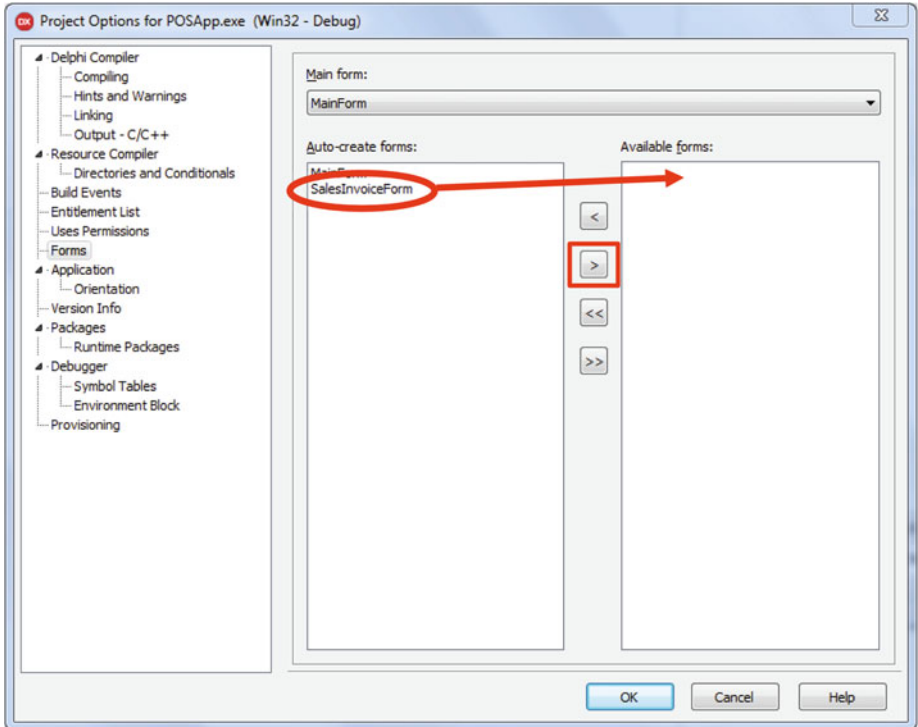 DX Project Options for POSApp.exe (Win32 - Debug)
Delphi Compiler
Compiling
Hints and Warnings
Linking
Output - C/C++
Resource Compiler
Directories and Conditionals
Build Events
Entitlement List
Uses Permissions
Forms
Application
Orientation
Version Info
Packages
Runtime Packages
Debugger
Symbol Tables
Environment Block
Provisioning
Main form:
MainForm
Auto-create forms:
MainForm
SalesInvoiceForm
<
>
<<
>>
Available forms:
OK
Cancel
Help